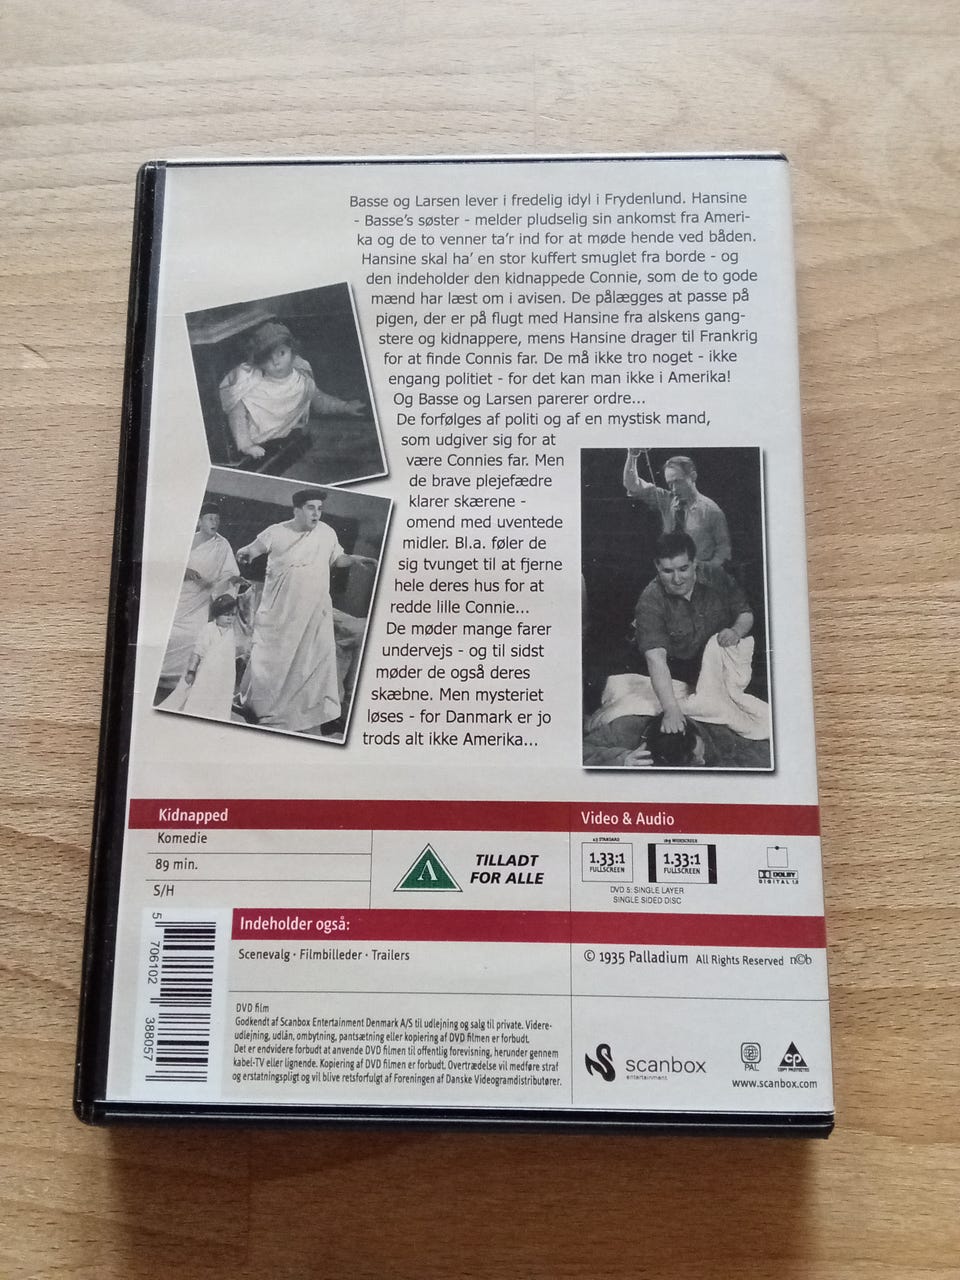 Basse og Larsen lever i fredelig idyl i Frydenlund. Hansine
- Basse's søster - melder pludselig sin ankomst fra Ameri-
ka og de to venner ta'r ind for at møde hende ved båden.
Hansine skal ha' en stor kuffert smuglet fra borde - og
den indeholder den kidnappede Connie, som de to gode
mænd har læst om i avisen. De pålægges at passe på
pigen, der er på flugt med Hansine fra alskens gang-
stere og kidnappere, mens Hansine drager til Frankrig
for at finde Connis far. De må ikke tro noget - ikke
engang politiet - for det kan man ikke i Amerika!
Og Basse og Larsen parerer ordre...
De forfølges af politi og af en mystisk mand,
som udgiver sig for at
være Connies far. Men
de brave plejefædre
klarer skærene -
omend med uventede
midler. Bl.a. føler de
sig tvunget til at fjerne
hele deres hus for at
redde lille Connie...
De møder mange farer
undervejs - og til sidst
møder de også deres
skæbne. Men mysteriet
løses - for Danmark er jo
trods alt ikke Amerika...
Kidnapped
Komedie
89 min.
S/H
A
TILLADT
FOR ALLE
Video & Audio
4:3 STANDARD
1.33:1
FULLSCREEN
16:9 WIDESCREEN
1.33:1
FULLSCREEN
DVD 5: SINGLE LAYER
SINGLE SIDED DISC
DOLBY
DIGITAL
Indeholder også:
Scenevalg · Filmbilleder · Trailers
© 1935 Palladium All Rights Reserved n©b
5 706102 388057
DVD film
Godkendt af Scanbox Entertainment Denmark A/S til udlejning og salg til private. Videre-
udlejning, udlån, ombytning, pantsætning eller kopiering af DVD filmen er forbudt.
Det er endvidere forbudt at anvende DVD filmen til offentlig forevisning, herunder gennem
kabel-TV eller lignende. Kopiering af DVD filmen er forbudt. Overtrædelse vil medføre straf
og erstatningspligt og vil blive retsforfulgt af Foreningen af Danske Videogramdistributører.
scanbox
entertainment
2
PAL
CP
COPY PROTECTED
www.scanbox.com